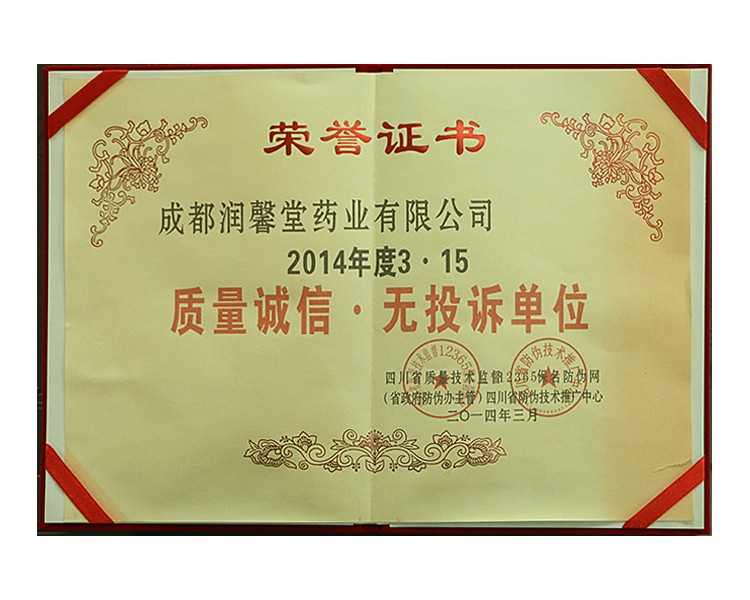 荣誉证书
成都润馨堂药业有限公司
2014年度3·15
质量诚信·无投诉单位
四川省质量技术监督12365保名防伪网
(省政府防伪办主管)四川省防伪技术推广中心
二〇一四年三月